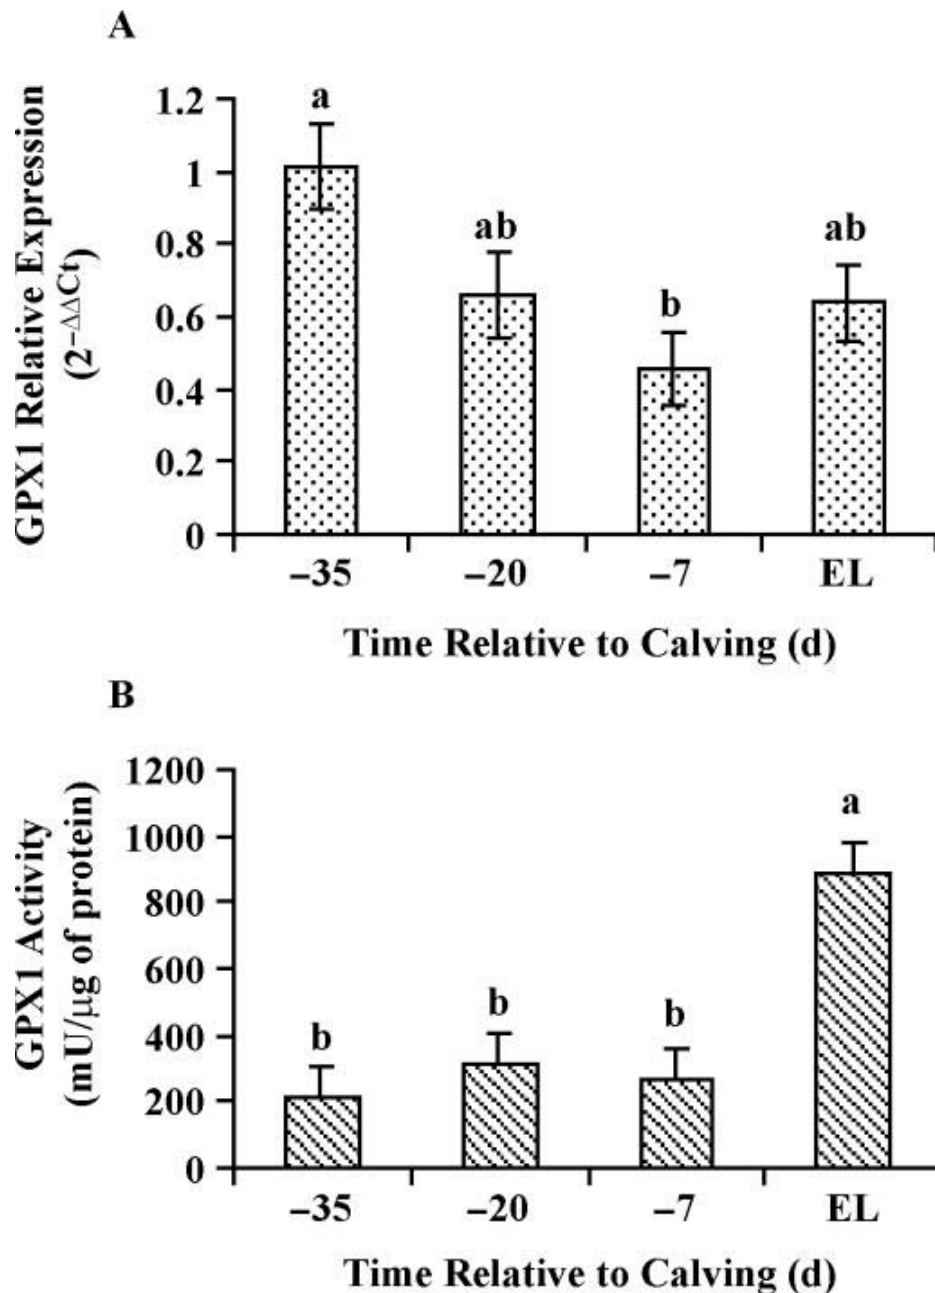 A
GPX1 Relative Expression
(2⁻ΔΔCt)
1.2
1
0.8
0.6
0.4
0.2
0
a
ab
b
ab
–35
–20
–7
EL
Time Relative to Calving (d)
B
GPX1 Activity
(mU/µg of protein)
1200
1000
800
600
400
200
0
b
b
b
a
–35
–20
–7
EL
Time Relative to Calving (d)